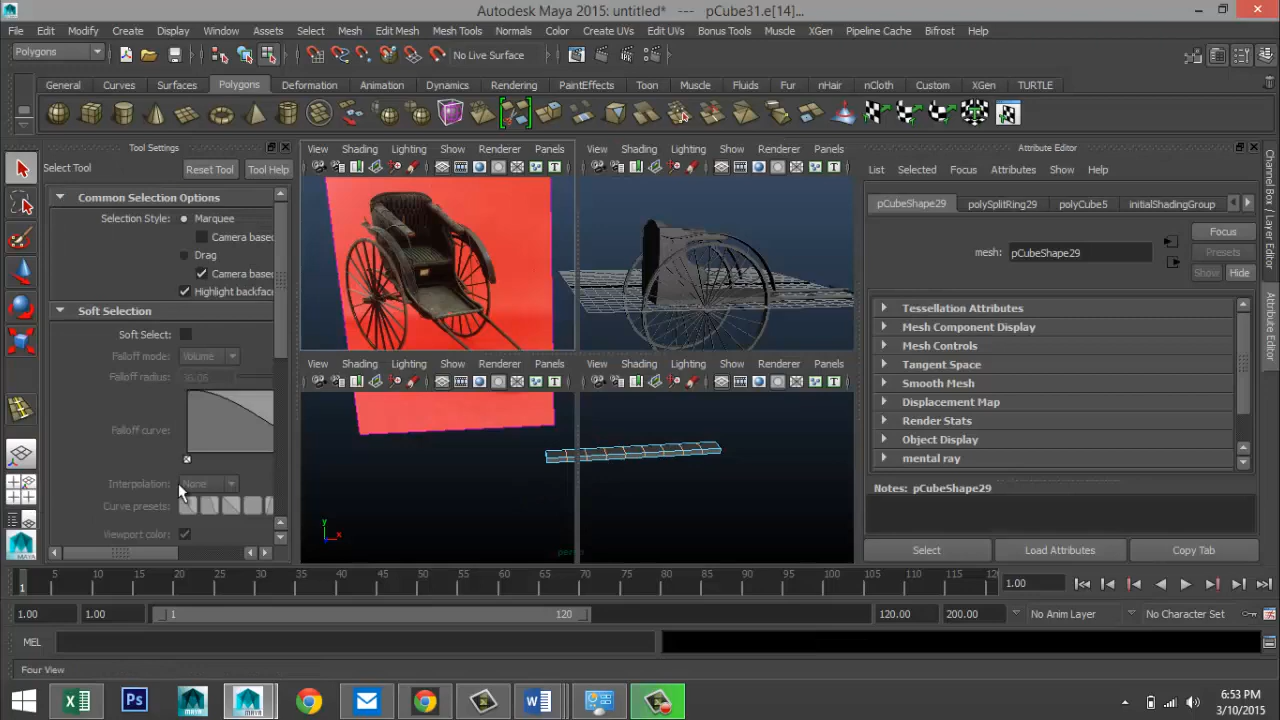 Autodesk Maya 2015: untitled* --- pCube31.e[14]...
File Edit Modify Create Display Window Assets Select Mesh Edit Mesh Mesh Tools Normals Color Create UVs Edit UVs Bonus Tools Muscle XGen Pipeline Cache Bifrost Help
Polygons No Live Surface
General Curves Surfaces Polygons Deformation Animation Dynamics Rendering PaintEffects Toon Muscle Fluids Fur nHair nCloth Custom XGen TURTLE
Tool Settings
Select Tool Reset Tool Tool Help
Common Selection Options
Selection Style: Marquee
Camera based
Drag
Camera based
Highlight backface
Soft Selection
Soft Select:
Falloff mode: Volume
Falloff radius: 36.06
Falloff curve:
Interpolation: None
Curve presets:
Viewport color:
View Shading Lighting Show Renderer Panels
View Shading Lighting Show Renderer Panels
View Shading Lighting Show Renderer Panels
View Shading Lighting Show Renderer Panels
y
x
persp
Attribute Editor
List Selected Focus Attributes Show Help
pCubeShape29 polySplitRing29 polyCube5 initialShadingGroup
Focus
Presets
mesh: pCubeShape29
Show Hide
Tessellation Attributes
Mesh Component Display
Mesh Controls
Tangent Space
Smooth Mesh
Displacement Map
Render Stats
Object Display
mental ray
Notes: pCubeShape29
Select Load Attributes Copy Tab
Channel Box / Layer Editor
Attribute Editor
1 5 10 15 20 25 30 35 40 45 50 55 60 65 70 75 80 85 90 95 100 105 110 115 12 1.00
1.00 1.00 1 120 120.00 200.00 No Anim Layer No Character Set
MEL
Four View
6:53 PM
3/10/2015